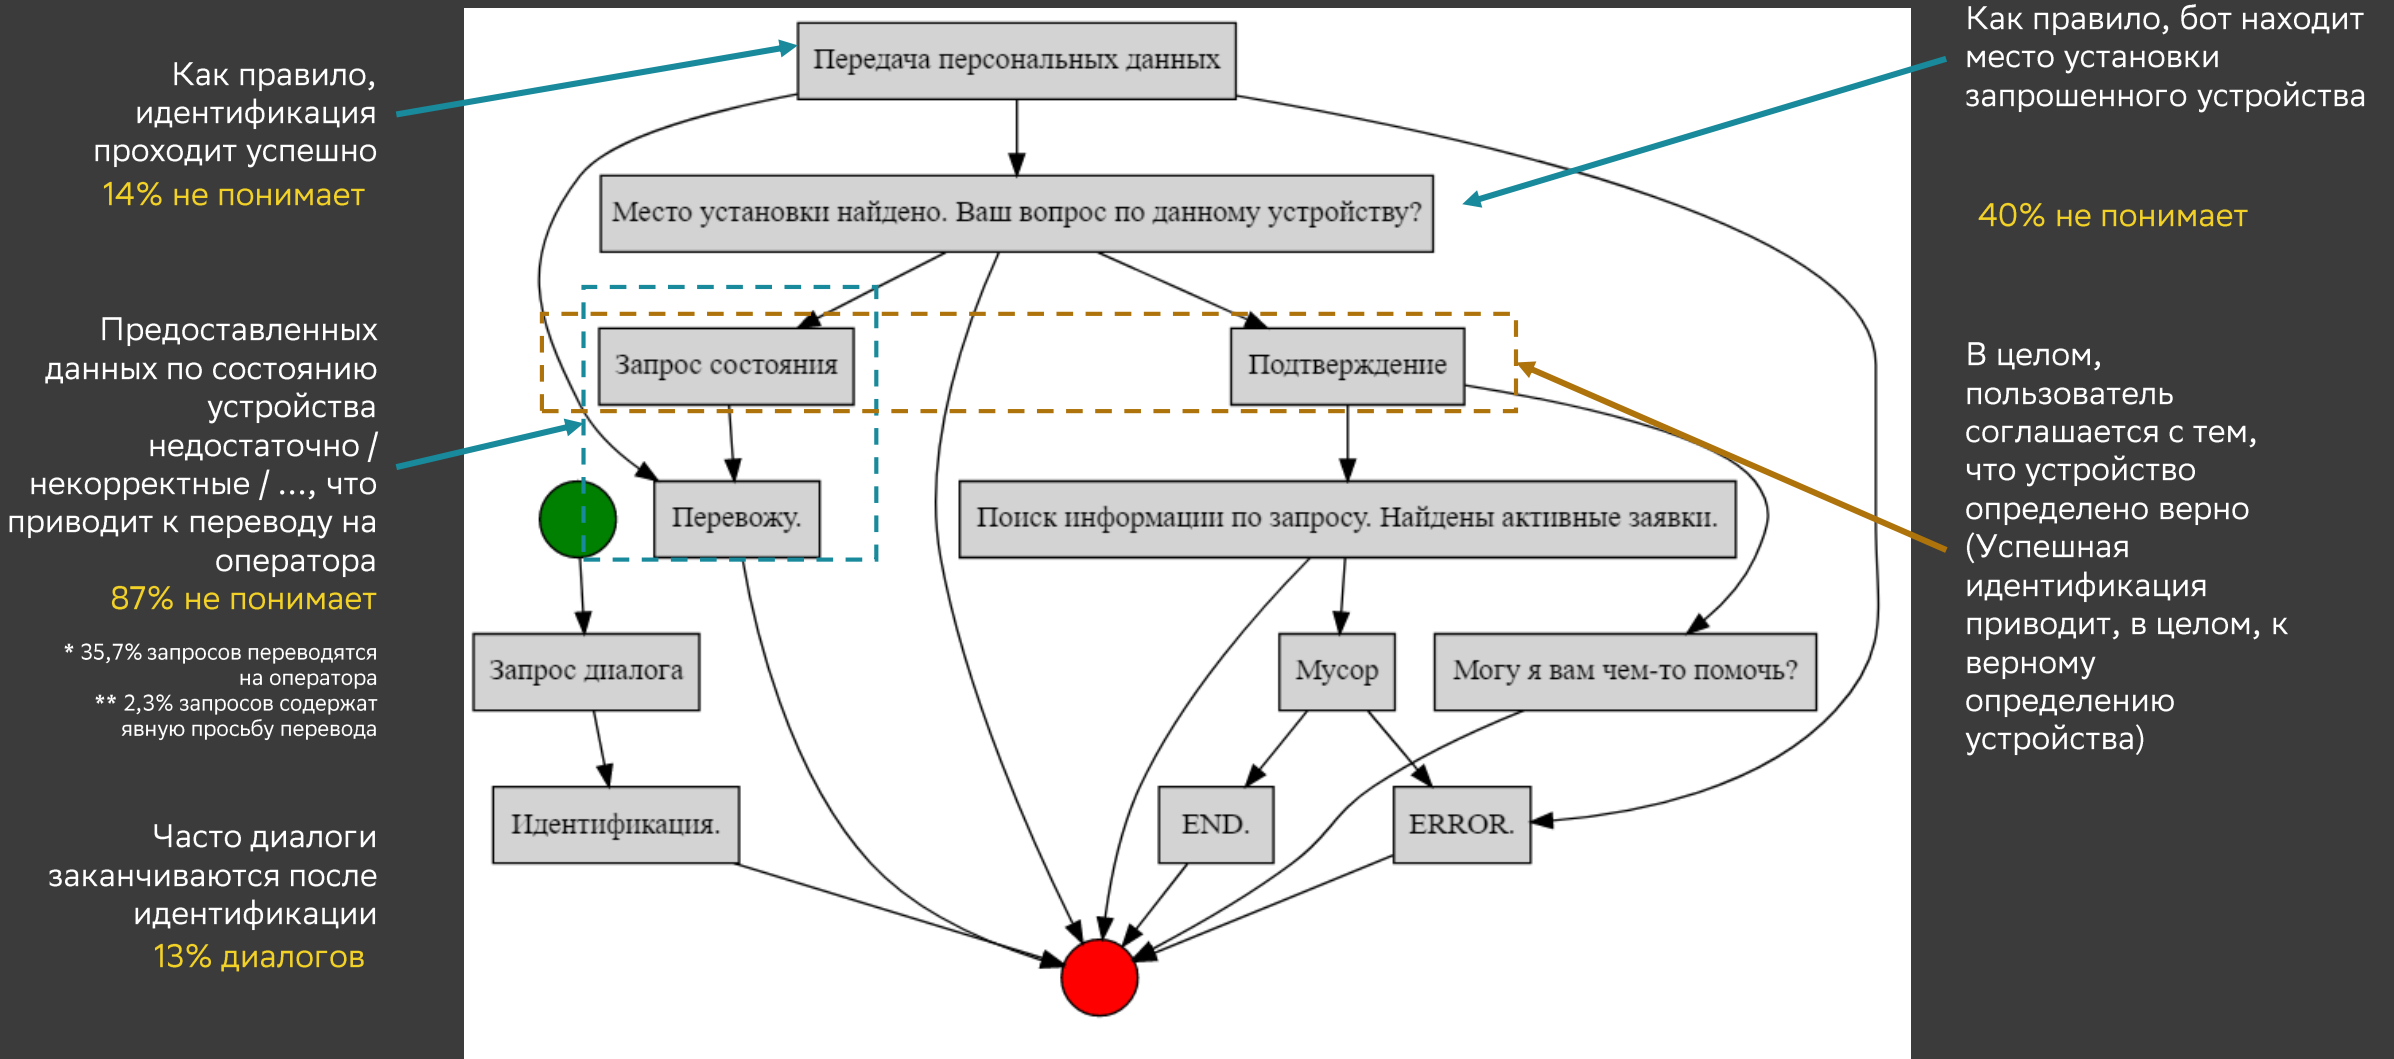 Как правило,
идентификация
проходит успешно
14% не понимает
Предоставленных
данных по состоянию
устройства
недостаточно /
некорректные / ..., что
приводит к переводу на
оператора
87% не понимает
* 35,7% запросов переводятся
на оператора
** 2,3% запросов содержат
явную просьбу перевода
Часто диалоги
заканчиваются после
идентификации
13% диалогов
Передача персональных данных
Место установки найдено. Ваш вопрос по данному устройству?
Запрос состояния
Подтверждение
Перевожу.
Поиск информации по запросу. Найдены активные заявки.
Запрос диалога
Мусор
Могу я вам чем-то помочь?
Идентификация.
END.
ERROR.
Как правило, бот находит
место установки
запрошенного устройства
40% не понимает
В целом,
пользователь
соглашается с тем,
что устройство
определено верно
(Успешная
идентификация
приводит, в целом, к
верному
определению
устройства)